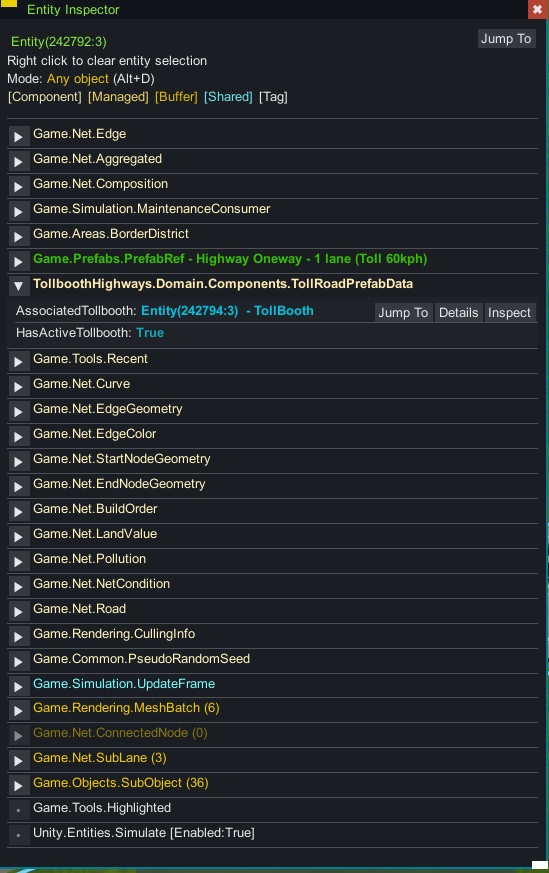 Entity Inspector
Entity(242792:3)
Jump To
Right click to clear entity selection
Mode: Any object (Alt+D)
[Component] [Managed] [Buffer] [Shared] [Tag]
Game.Net.Edge
Game.Net.Aggregated
Game.Net.Composition
Game.Simulation.MaintenanceConsumer
Game.Areas.BorderDistrict
Game.Prefabs.PrefabRef - Highway Oneway - 1 lane (Toll 60kph)
TollboothHighways.Domain.Components.TollRoadPrefabData
AssociatedTollbooth: Entity(242794:3) - TollBooth Jump To Details Inspect
HasActiveTollbooth: True
Game.Tools.Recent
Game.Net.Curve
Game.Net.EdgeGeometry
Game.Net.EdgeColor
Game.Net.StartNodeGeometry
Game.Net.EndNodeGeometry
Game.Net.BuildOrder
Game.Net.LandValue
Game.Net.Pollution
Game.Net.NetCondition
Game.Net.Road
Game.Rendering.CullingInfo
Game.Common.PseudoRandomSeed
Game.Simulation.UpdateFrame
Game.Rendering.MeshBatch (6)
Game.Net.ConnectedNode (0)
Game.Net.SubLane (3)
Game.Objects.SubObject (36)
Game.Tools.Highlighted
Unity.Entities.Simulate [Enabled:True]